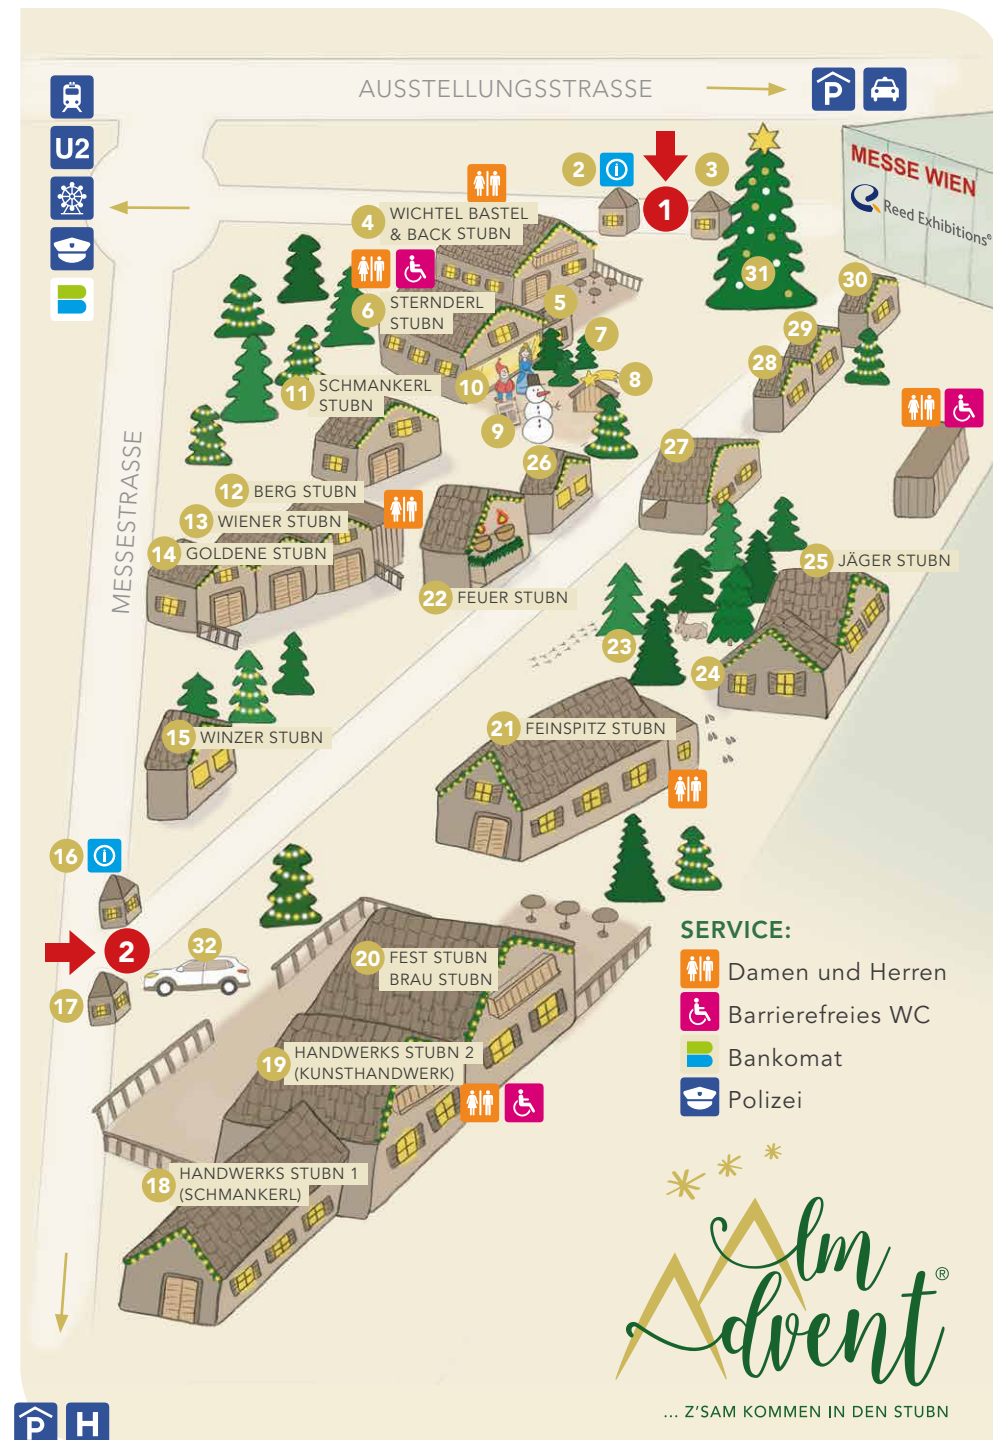 AUSSTELLUNGSSTRASSE
P
U2
MESSE WIEN
Reed Exhibitions®
2
i
1
3
4
WICHTEL BASTEL
& BACK STUBN
31
30
6
STERNDERL
STUBN
5
7
29
28
8
10
11
SCHMANKERL
STUBN
9
MESSESTRASSE
26
27
12 BERG STUBN
13 WIENER STUBN
14 GOLDENE STUBN
25 JÄGER STUBN
22 FEUER STUBN
23
24
21 FEINSPITZ STUBN
15 WINZER STUBN
16
i
2
32
17
20
FEST STUBN
BRAU STUBN
SERVICE:
Damen und Herren
Barrierefreies WC
Bankomat
Polizei
19
HANDWERKS STUBN 2
(KUNSTHANDWERK)
18
HANDWERKS STUBN 1
(SCHMANKERL)
Alm
Advent®
... Z'SAM KOMMEN IN DEN STUBN
P H